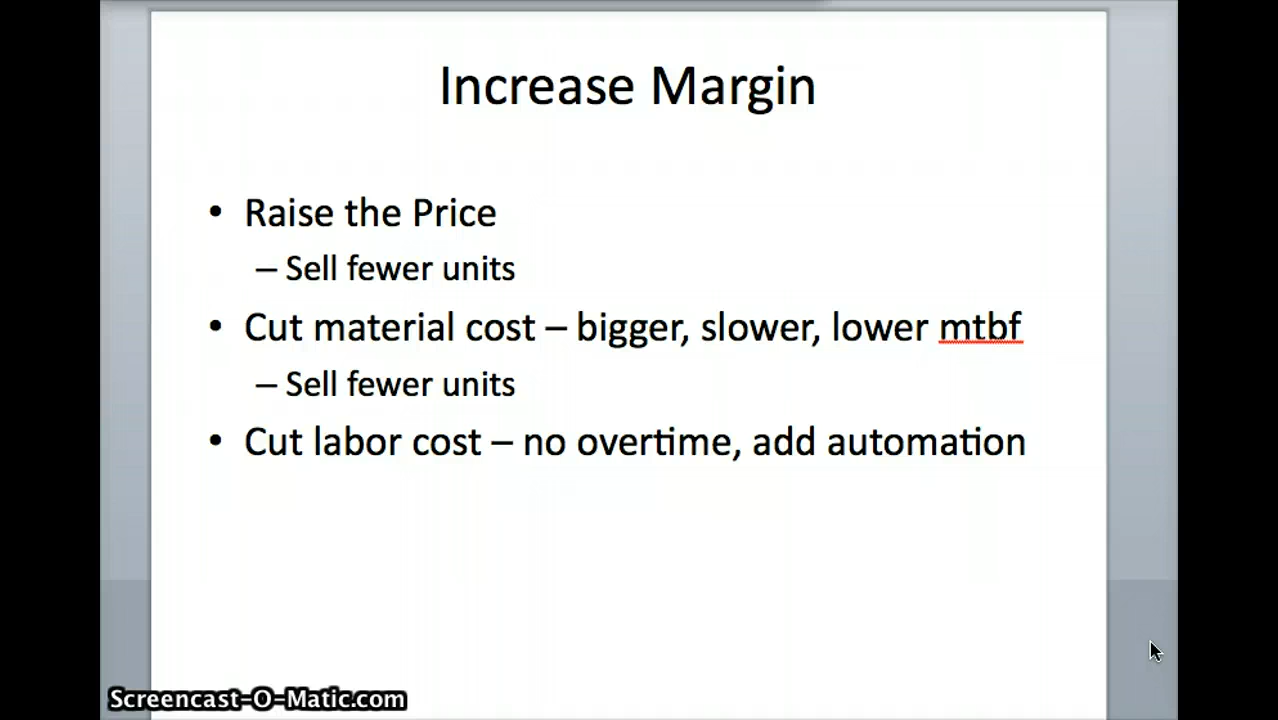 Increase Margin
• Raise the Price
– Sell fewer units
• Cut material cost – bigger, slower, lower mtbf
– Sell fewer units
• Cut labor cost – no overtime, add automation
Screencast-O-Matic.com